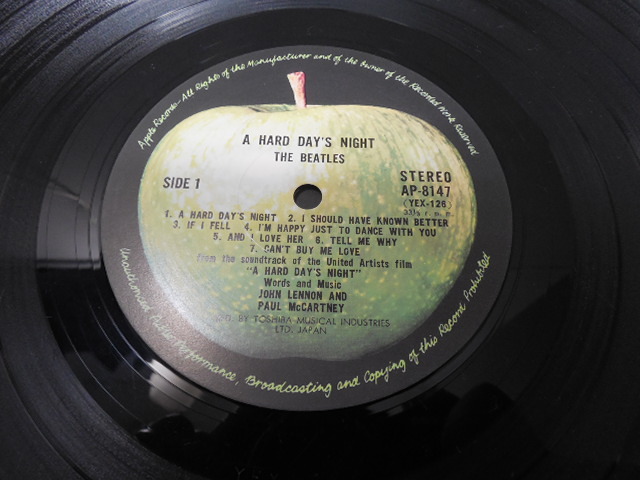 Apple Records—All Rights of the Manufacturer and of the Owner of the Recorded Work Reserved
A HARD DAY'S NIGHT
THE BEATLES
SIDE 1
STEREO
AP-8147
(YEX-126)
33⅓ r.p.m.
1. A HARD DAY'S NIGHT 2. I SHOULD HAVE KNOWN BETTER
3. IF I FELL 4. I'M HAPPY JUST TO DANCE WITH YOU
5. AND I LOVE HER 6. TELL ME WHY
7. CAN'T BUY ME LOVE
from the soundtrack of the United Artists film
"A HARD DAY'S NIGHT"
Words and Music
JOHN LENNON AND
PAUL McCARTNEY
BY TOSHIBA MUSICAL INDUSTRIES
LTD. JAPAN
Unauthorized Public Performance, Broadcasting and Copying of this Record Prohibited